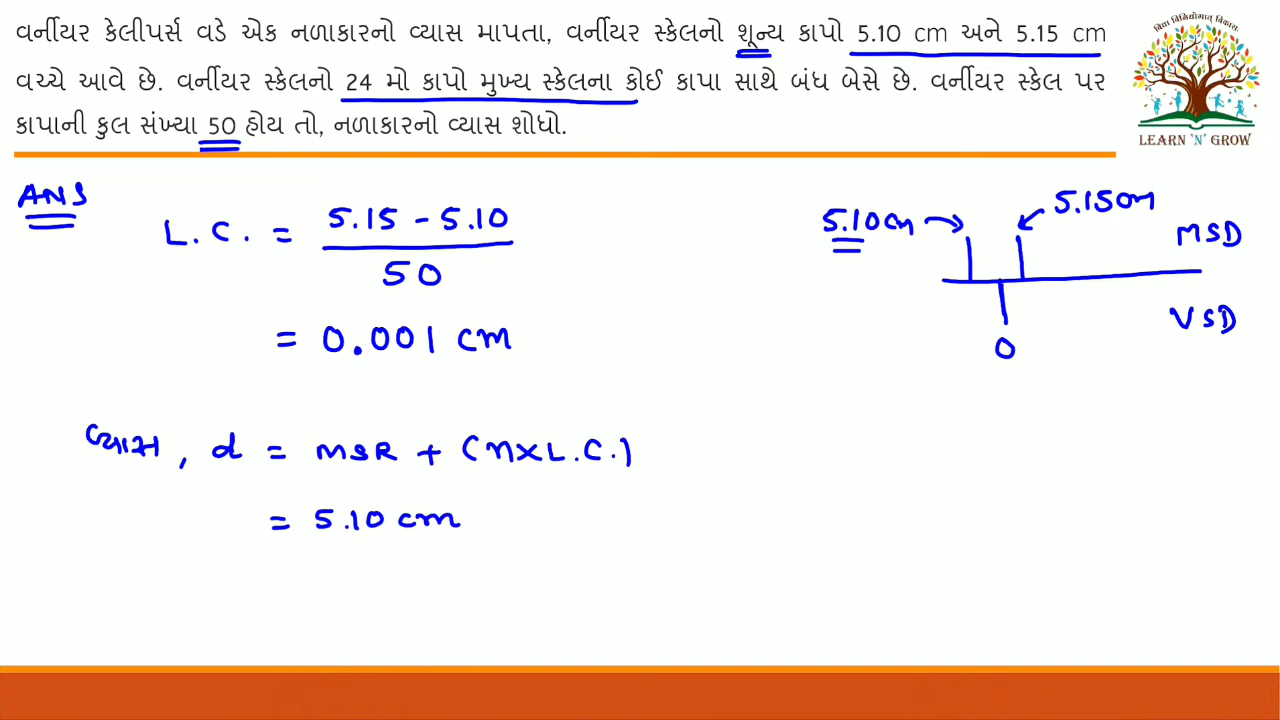 વર્નીયર કેલીપર્સ વડે એક નળાકારનો વ્યાસ માપતા, વર્નીયર સ્કેલનો શૂન્ય કાપો 5.10 cm અને 5.15 cm
વચ્ચે આવે છે. વર્નીયર સ્કેલનો 24 મો કાપો મુખ્ય સ્કેલના કોઈ કાપા સાથે બંધ બેસે છે. વર્નીયર સ્કેલ પર
કાપાની કુલ સંખ્યા 50 હોય તો, નળાકારનો વ્યાસ શોધો.
विद्या विनियोगात् विकासः
LEARN 'N' GROW
ANS
L.C. = 5.15 - 5.10
50
= 0.001 cm
5.10cm
5.15cm
MSD
VSD
0
વ્યાસ, d = MSR + (n×L.C.)
= 5.10 cm